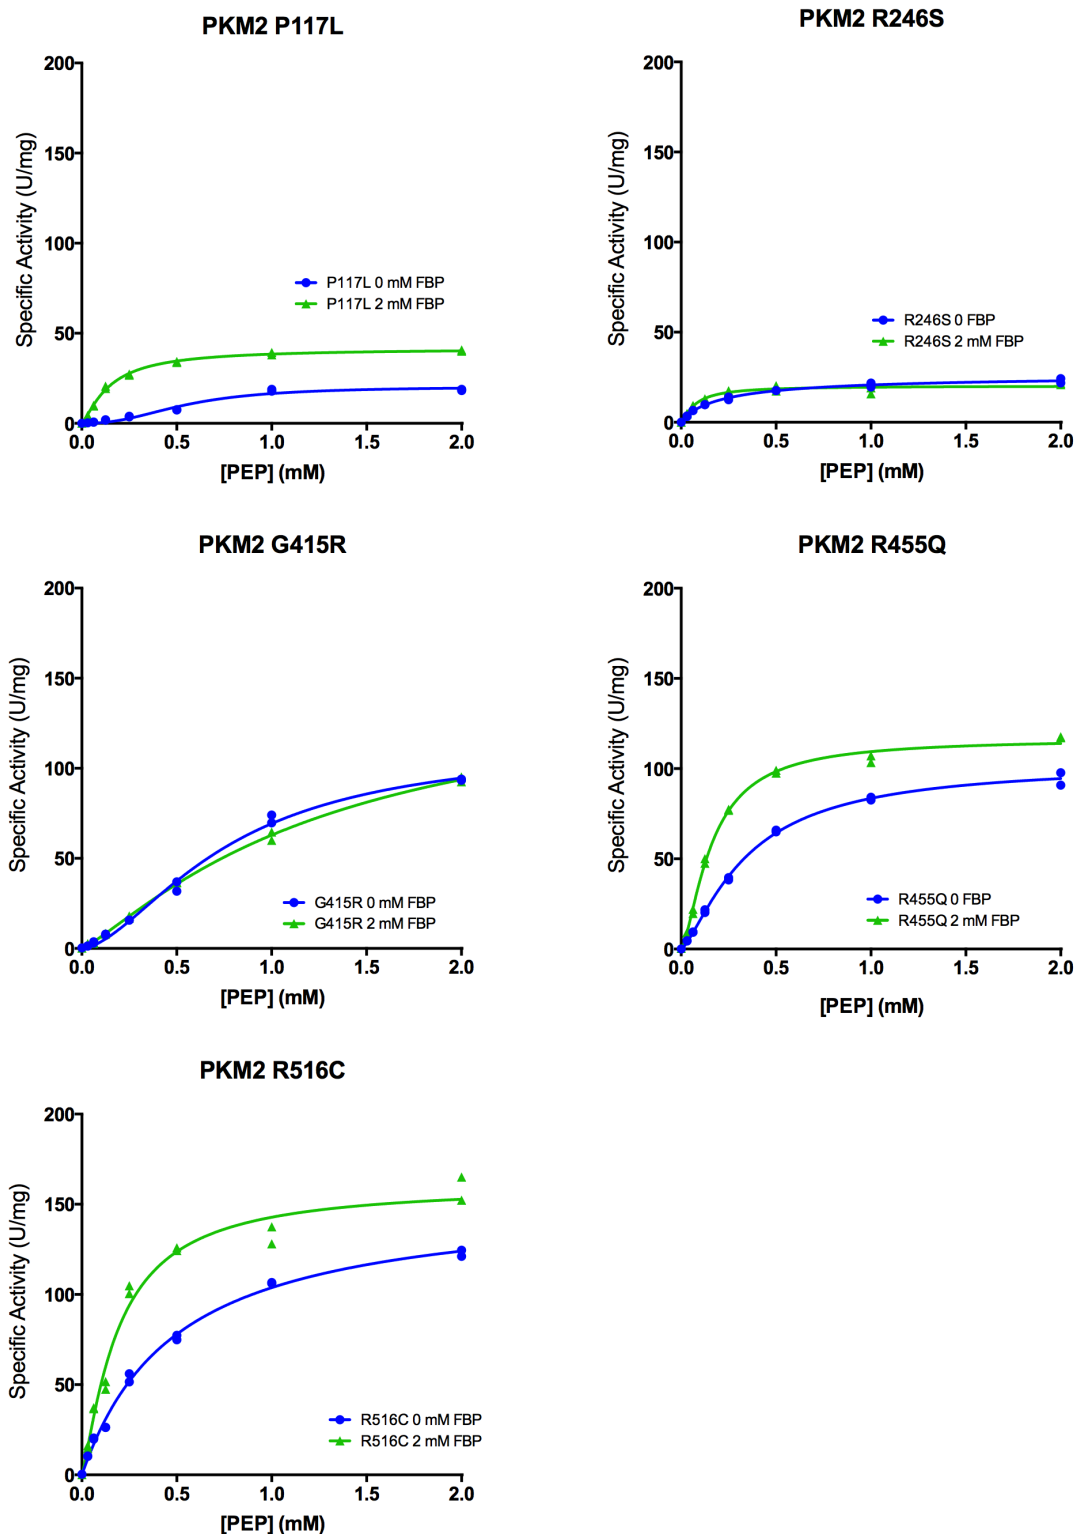 PKM2 P117L
200
150
100
50
0
0.0 0.5 1.0 1.5 2.0
Specific Activity (U/mg)
[PEP] (mM)
P117L 0 mM FBP
P117L 2 mM FBP
PKM2 R246S
200
150
100
50
0
0.0 0.5 1.0 1.5 2.0
Specific Activity (U/mg)
[PEP] (mM)
R246S 0 FBP
R246S 2 mM FBP
PKM2 G415R
200
150
100
50
0
0.0 0.5 1.0 1.5 2.0
Specific Activity (U/mg)
[PEP] (mM)
G415R 0 mM FBP
G415R 2 mM FBP
PKM2 R455Q
200
150
100
50
0
0.0 0.5 1.0 1.5 2.0
Specific Activity (U/mg)
[PEP] (mM)
R455Q 0 FBP
R455Q 2 mM FBP
PKM2 R516C
200
150
100
50
0
0.0 0.5 1.0 1.5 2.0
Specific Activity (U/mg)
[PEP] (mM)
R516C 0 mM FBP
R516C 2 mM FBP